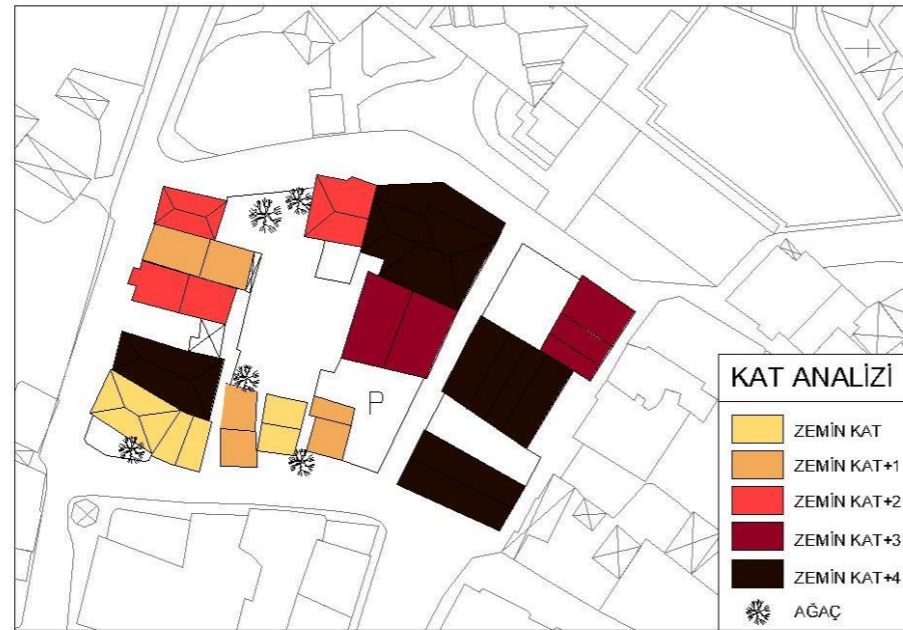 P
KAT ANALİZİ
ZEMİN KAT
ZEMİN KAT+1
ZEMİN KAT+2
ZEMİN KAT+3
ZEMİN KAT+4
AĞAÇ